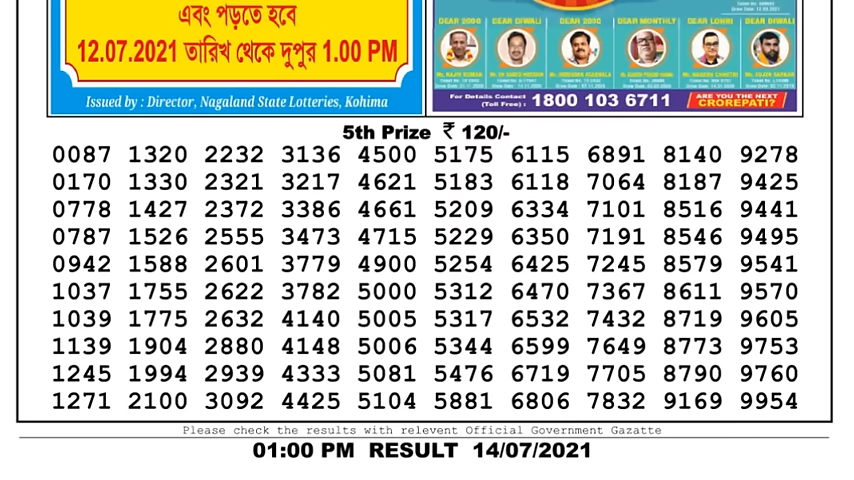 এবং পড়তে হবে
12.07.2021 তারিখ থেকে দুপুর 1.00 PM
Issued by : Director, Nagaland State Lotteries, Kohima
DEAR 2500 DEAR DIWALI DEAR 2000 DEAR MONTHLY DEAR LOHRI DEAR DIWALI
For Details Contact
(Toll Free) : 1800 103 6711
ARE YOU THE NEXT
CROREPATI?
5th Prize ₹ 120/-
0087 1320 2232 3136 4500 5175 6115 6891 8140 9278
0170 1330 2321 3217 4621 5183 6118 7064 8187 9425
0778 1427 2372 3386 4661 5209 6334 7101 8516 9441
0787 1526 2555 3473 4715 5229 6350 7191 8546 9495
0942 1588 2601 3779 4900 5254 6425 7245 8579 9541
1037 1755 2622 3782 5000 5312 6470 7367 8611 9570
1039 1775 2632 4140 5005 5317 6532 7432 8719 9605
1139 1904 2880 4148 5006 5344 6599 7649 8773 9753
1245 1994 2939 4333 5081 5476 6719 7705 8790 9760
1271 2100 3092 4425 5104 5881 6806 7832 9169 9954
Please check the results with relevent Official Government Gazatte
01:00 PM RESULT 14/07/2021